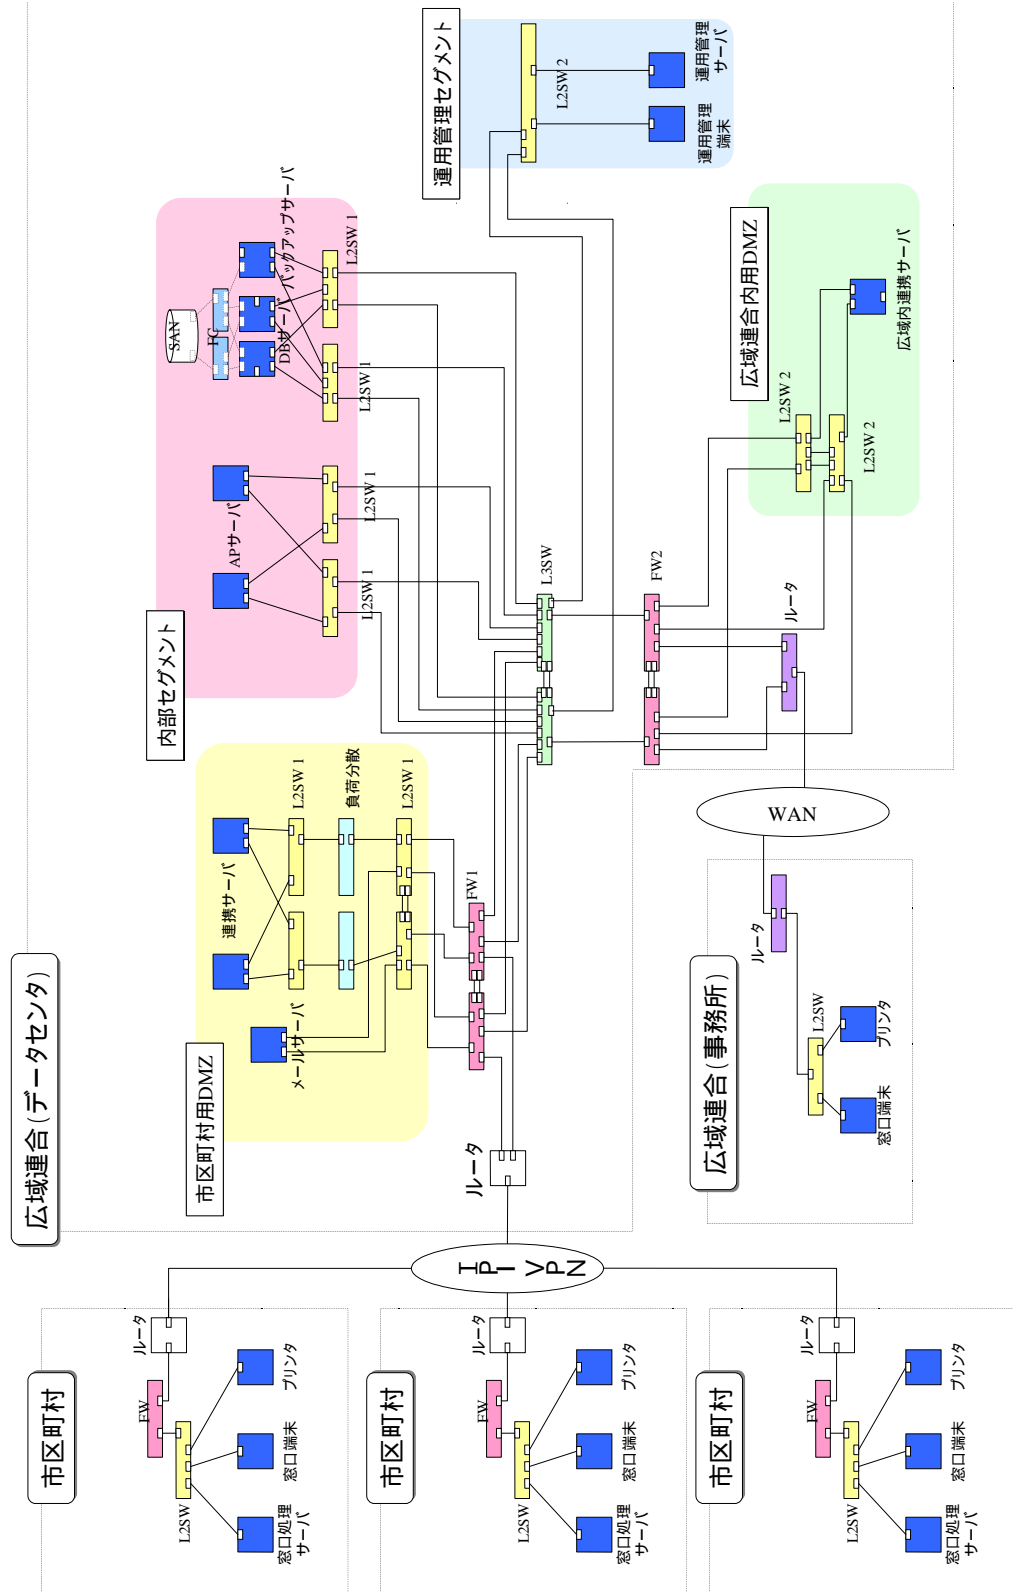 広域連合(データセンタ)
市区町村用DMZ
連携サーバ
メールサーバ
L2SW 1
負荷分散
L2SW 1
FW1
ルータ
内部セグメント
APサーバ
L2SW 1
L2SW 1
SAN
FC
DBサーバ
バックアップサーバ
L2SW 1
L2SW 1
運用管理セグメント
L2SW 2
運用管理
端末
運用管理
サーバ
L3SW
FW2
ルータ
広域連合内用DMZ
L2SW 2
L2SW 2
広域内連携サーバ
WAN
広域連合(事務所)
ルータ
L2SW
窓口端末
プリンタ
IP-VPN
市区町村
ルータ
FW
L2SW
窓口処理
サーバ
窓口端末
プリンタ
市区町村
ルータ
FW
L2SW
窓口処理
サーバ
窓口端末
プリンタ
市区町村
ルータ
FW
L2SW
窓口処理
サーバ
窓口端末
プリンタ